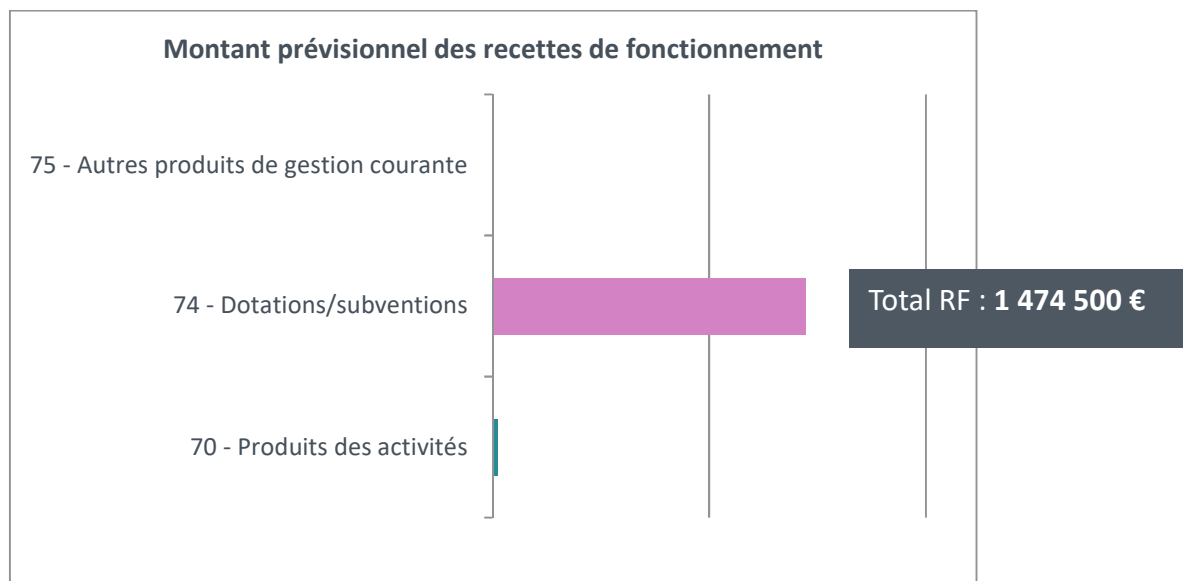 Montant prévisionnel des recettes de fonctionnement
75 - Autres produits de gestion courante
74 - Dotations/subventions
Total RF : 1 474 500 €
70 - Produits des activités